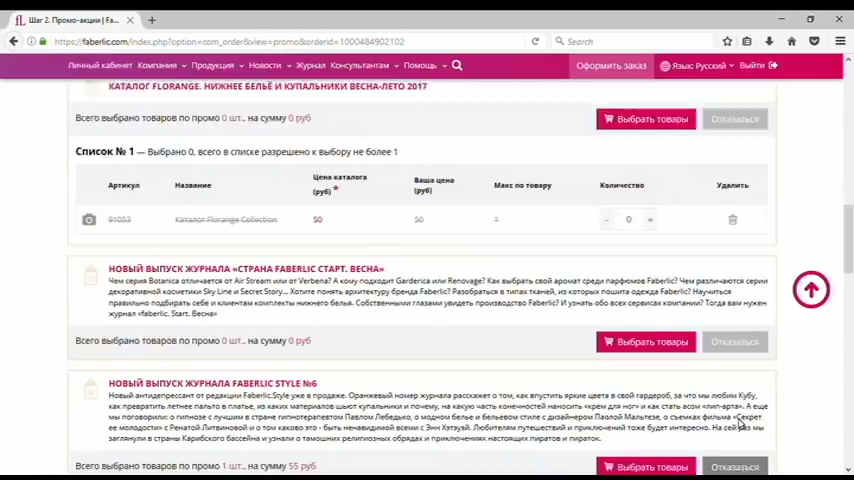 Шаг 2. Промо-акции | Fa...
https://faberlic.com/index.php?option=com_order&view=promo&orderid=1000484902102
Search
Личный кабинет Компания Продукция Новости Журнал Консультантам Помощь Оформить заказ Язык: Русский Выйти
КАТАЛОГ FLORANGE. НИЖНЕЕ БЕЛЬЁ И КУПАЛЬНИКИ ВЕСНА-ЛЕТО 2017
Всего выбрано товаров по промо 0 шт., на сумму 0 руб Выбрать товары Отказаться
Список № 1 — Выбрано 0, всего в списке разрешено к выбору не более 1
Артикул Название Цена каталога (руб) * Ваша цена (руб) Макс по товару Количество Удалить
91053 Каталог Florange Collection 50 50 1 - 0 +
НОВЫЙ ВЫПУСК ЖУРНАЛА «СТРАНА FABERLIC СТАРТ. ВЕСНА»
Чем серия Botanica отличается от Air Stream или от Verbena? А кому подходит Garderica или Renovage? Как выбрать свой аромат среди парфюмов Faberlic? Чем различаются серии
декоративной косметики Sky Line и Secret Story... Хотите понять архитектуру бренда Faberlic? Разобраться в типах тканей, из которых пошита одежда Faberlic? Научиться
правильно подбирать себе и клиентам комплекты нижнего белья. Собственными глазами увидеть производство Faberlic? И узнать обо всех сервисах компании? Тогда вам нужен
журнал «faberlic. Start. Весна»
Всего выбрано товаров по промо 0 шт., на сумму 0 руб Выбрать товары Отказаться
НОВЫЙ ВЫПУСК ЖУРНАЛА FABERLIC STYLE №6
Новый антидепрессант от редакции Faberlic.Style уже в продаже. Оранжевый номер журнала расскажет о том, как впустить яркие цвета в свой гардероб, за что мы любим Кубу,
как превратить летнее пальто в платье, из каких материалов шьют купальники и почему, на какую часть конечностей наносить «крем для ног» и как стать асом «лип-арта». А еще
мы поговорили: о гипнозе с лучшим в стране гипнотерапевтом Павлом Бледно, о модном белье и бельевом стиле с дизайнером Паолой Мальтезе, о съемках фильма «Секрет
ее молодости» с Ренатой Литвиновой и о том каково это - быть ненавидимой всеми с Энн Хэтэуэй. Любителям путешествий и приключений тоже будет интересно. На сей раз мы
заглянули в страны Карибского бассейна и узнали о тамошних религиозных обрядах и приключениях настоящих пиратов и пираток.
Всего выбрано товаров по промо 1 шт., на сумму 55 руб Выбрать товары Отказаться